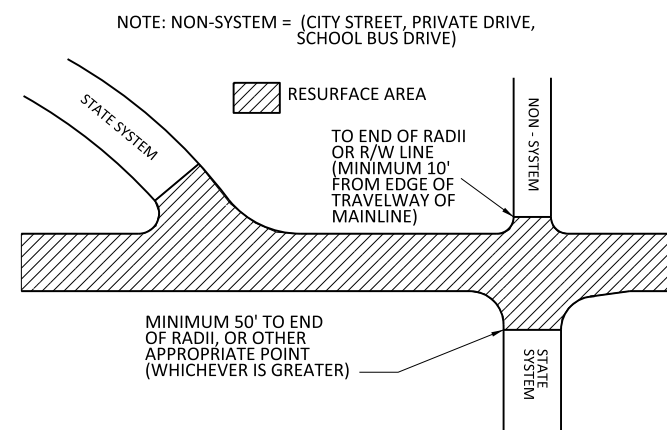 NOTE: NON-SYSTEM = (CITY STREET, PRIVATE DRIVE,
SCHOOL BUS DRIVE)
STATE SYSTEM
RESURFACE AREA
TO END OF RADII
OR R/W LINE
(MINIMUM 10'
FROM EDGE OF
TRAVELWAY OF
MAINLINE)
NON - SYSTEM
MINIMUM 50' TO END
OF RADII, OR OTHER
APPROPRIATE POINT
(WHICHEVER IS GREATER)
STATE
SYSTEM